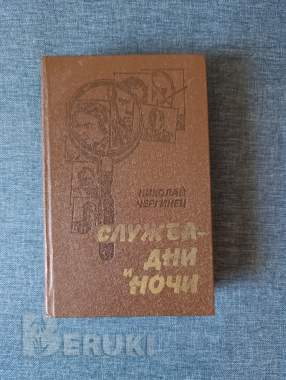 НИКОЛАЙ
ЧЕРГИНЕЦ
СЛУЖБА-
ДНИ
И НОЧИ
BERUKI